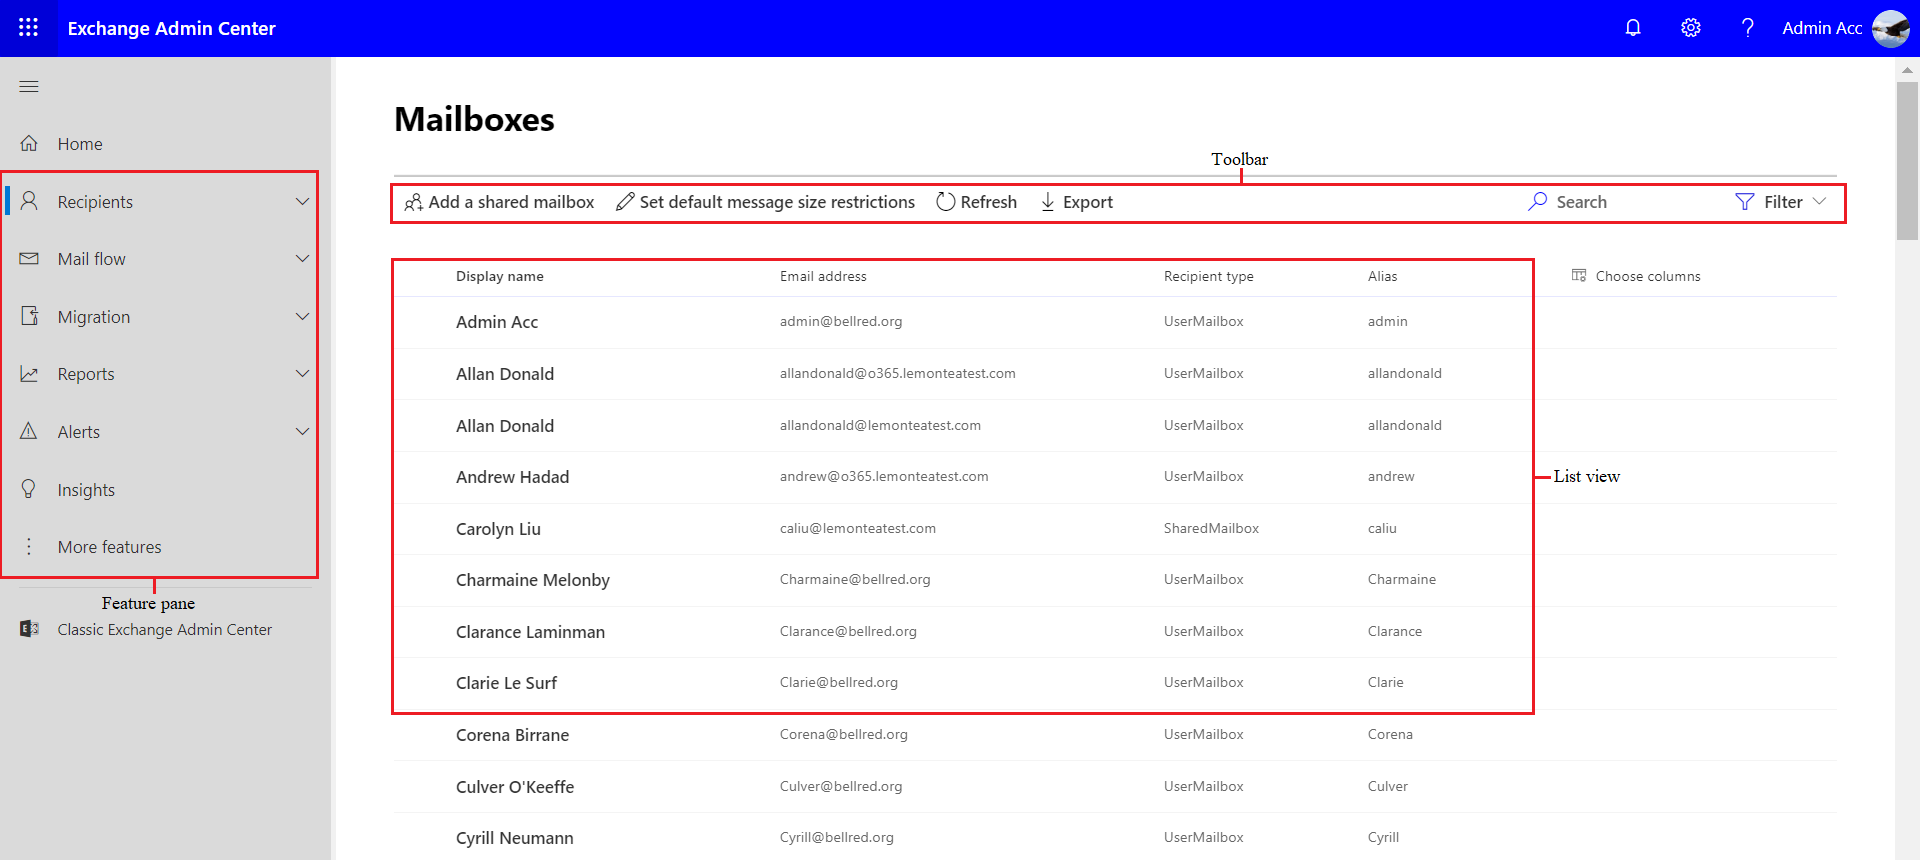 Exchange Admin Center
Admin Acc
Home
Recipients
Mail flow
Migration
Reports
Alerts
Insights
More features
Feature pane
Classic Exchange Admin Center
Mailboxes
Toolbar
Add a shared mailbox Set default message size restrictions Refresh Export Search Filter
Display name Email address Recipient type Alias Choose columns
Admin Acc admin@bellred.org UserMailbox admin
Allan Donald allandonald@o365.lemonteatest.com UserMailbox allandonald
Allan Donald allandonald@lemonteatest.com UserMailbox allandonald
Andrew Hadad andrew@o365.lemonteatest.com UserMailbox andrew
List view
Carolyn Liu caliu@lemonteatest.com SharedMailbox caliu
Charmaine Melonby Charmaine@bellred.org UserMailbox Charmaine
Clarance Laminman Clarance@bellred.org UserMailbox Clarance
Clarie Le Surf Clarie@bellred.org UserMailbox Clarie
Corena Birrane Corena@bellred.org UserMailbox Corena
Culver O'Keeffe Culver@bellred.org UserMailbox Culver
Cyrill Neumann Cyrill@bellred.org UserMailbox Cyrill